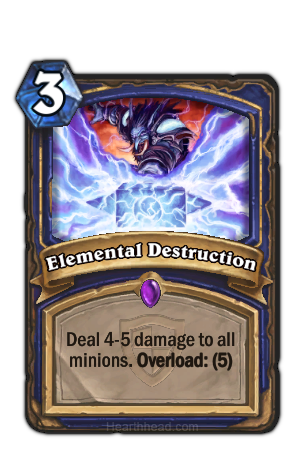 3
Elemental Destruction
Deal 4-5 damage to all
minions. Overload: (5)
Hearthhead.com